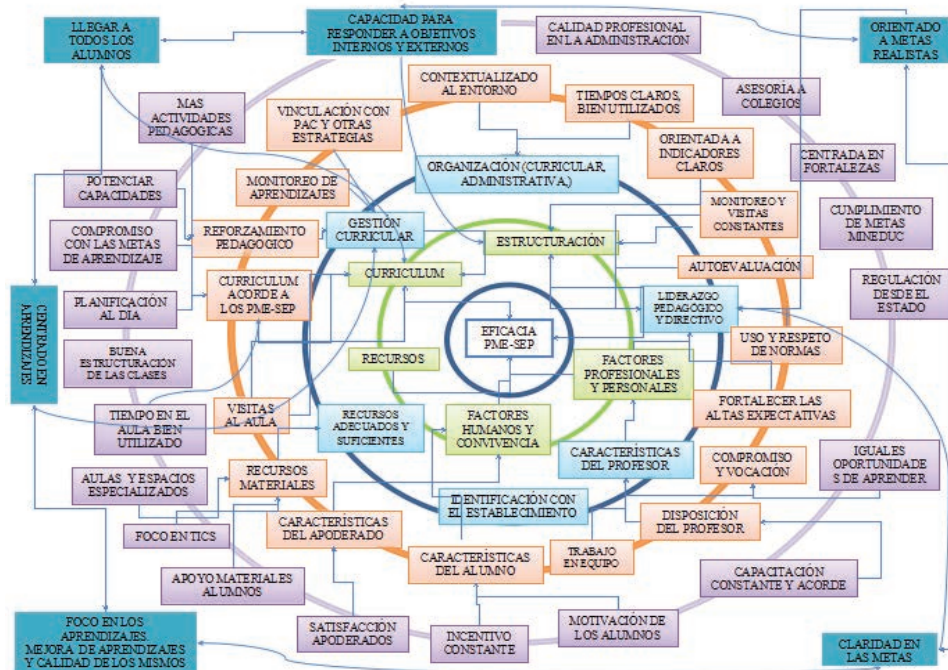 LLEGAR A
TODOS LOS
ALUMNOS
CAPACIDAD PARA
RESPONDER A OBJETIVOS
INTERNOS Y EXTERNOS
CALIDAD PROFESIONAL
EN LA ADMINISTRACIÓN
ORIENTADO
A METAS
REALISTAS
MAS
ACTIVIDADES
PEDAGOGICAS
VINCULACIÓN CON
PAC Y OTRAS
ESTRATEGIAS
CONTEXTUALIZADO
AL ENTORNO
TIEMPOS CLAROS,
BIEN UTILIZADOS
ASESORÍA A
COLEGIOS
ORIENTADA A
INDICADORES
CLAROS
CENTRADA EN
FORTALEZAS
POTENCIAR
CAPACIDADES
MONITOREO DE
APRENDIZAJES
ORGANIZACIÓN (CURRICULAR,
ADMINISTRATIVA,)
MONITOREO Y
VISITAS
CONSTANTES
CUMPLIMIENTO
DE METAS
MINEDUC
COMPROMISO
CON LAS METAS
DE APRENDIZAJE
REFORZAMIENTO
PEDAGOGICO
GESTIÓN
CURRICULAR
ESTRUCTURACIÓN
AUTOEVALUACIÓN
REGULACIÓN
DESDE EL
ESTADO
CURRICULUM
ACORDE A
LOS PME-SEP
CURRICULUM
LIDERAZGO
PEDAGÓGICO
Y DIRECTIVO
PLANIFICACIÓN
AL DIA
CENTRADO EN
APRENDIZAJES
EFICACIA
PME-SEP
USO Y RESPETO
DE NORMAS
BUENA
ESTRUCTURACIÓN
DE LAS CLASES
RECURSOS
FACTORES
PROFESIONALES
Y PERSONALES
FORTALECER LAS
ALTAS EXPECTATIVAS
TIEMPO EN EL
AULA BIEN
UTILIZADO
VISITAS
AL AULA
RECURSOS
ADECUADOS Y
SUFICIENTES
FACTORES
HUMANOS Y
CONVIVENCIA
CARACTERÍSTICAS
DEL PROFESOR
COMPROMISO
Y VOCACIÓN
IGUALES
OPORTUNIDADE
S DE APRENDER
AULAS Y ESPACIOS
ESPECIALIZADOS
RECURSOS
MATERIALES
IDENTIFICACIÓN CON
EL ESTABLECIMIENTO
DISPOSICIÓN
DEL PROFESOR
FOCO EN TICS
CARACTERÍSTICAS
DEL APODERADO
CARACTERÍSTICAS
DEL ALUMNO
TRABAJO
EN EQUIPO
CAPACITACIÓN
CONSTANTE Y ACORDE
APOYO MATERIALES
ALUMNOS
SATISFACCIÓN
APODERADOS
INCENTIVO
CONSTANTE
MOTIVACIÓN DE
LOS ALUMNOS
FOCO EN LOS
APRENDIZAJES.
MEJORA DE APRENDIZAJES
Y CALIDAD DE LOS MISMOS
CLARIDAD EN
LAS METAS